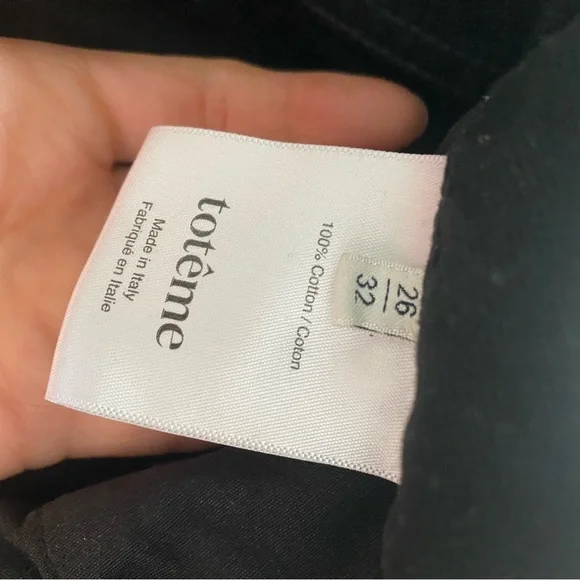 26
32
100% Cotton / Coton
totême
Made in Italy
Fabriqué en Italie